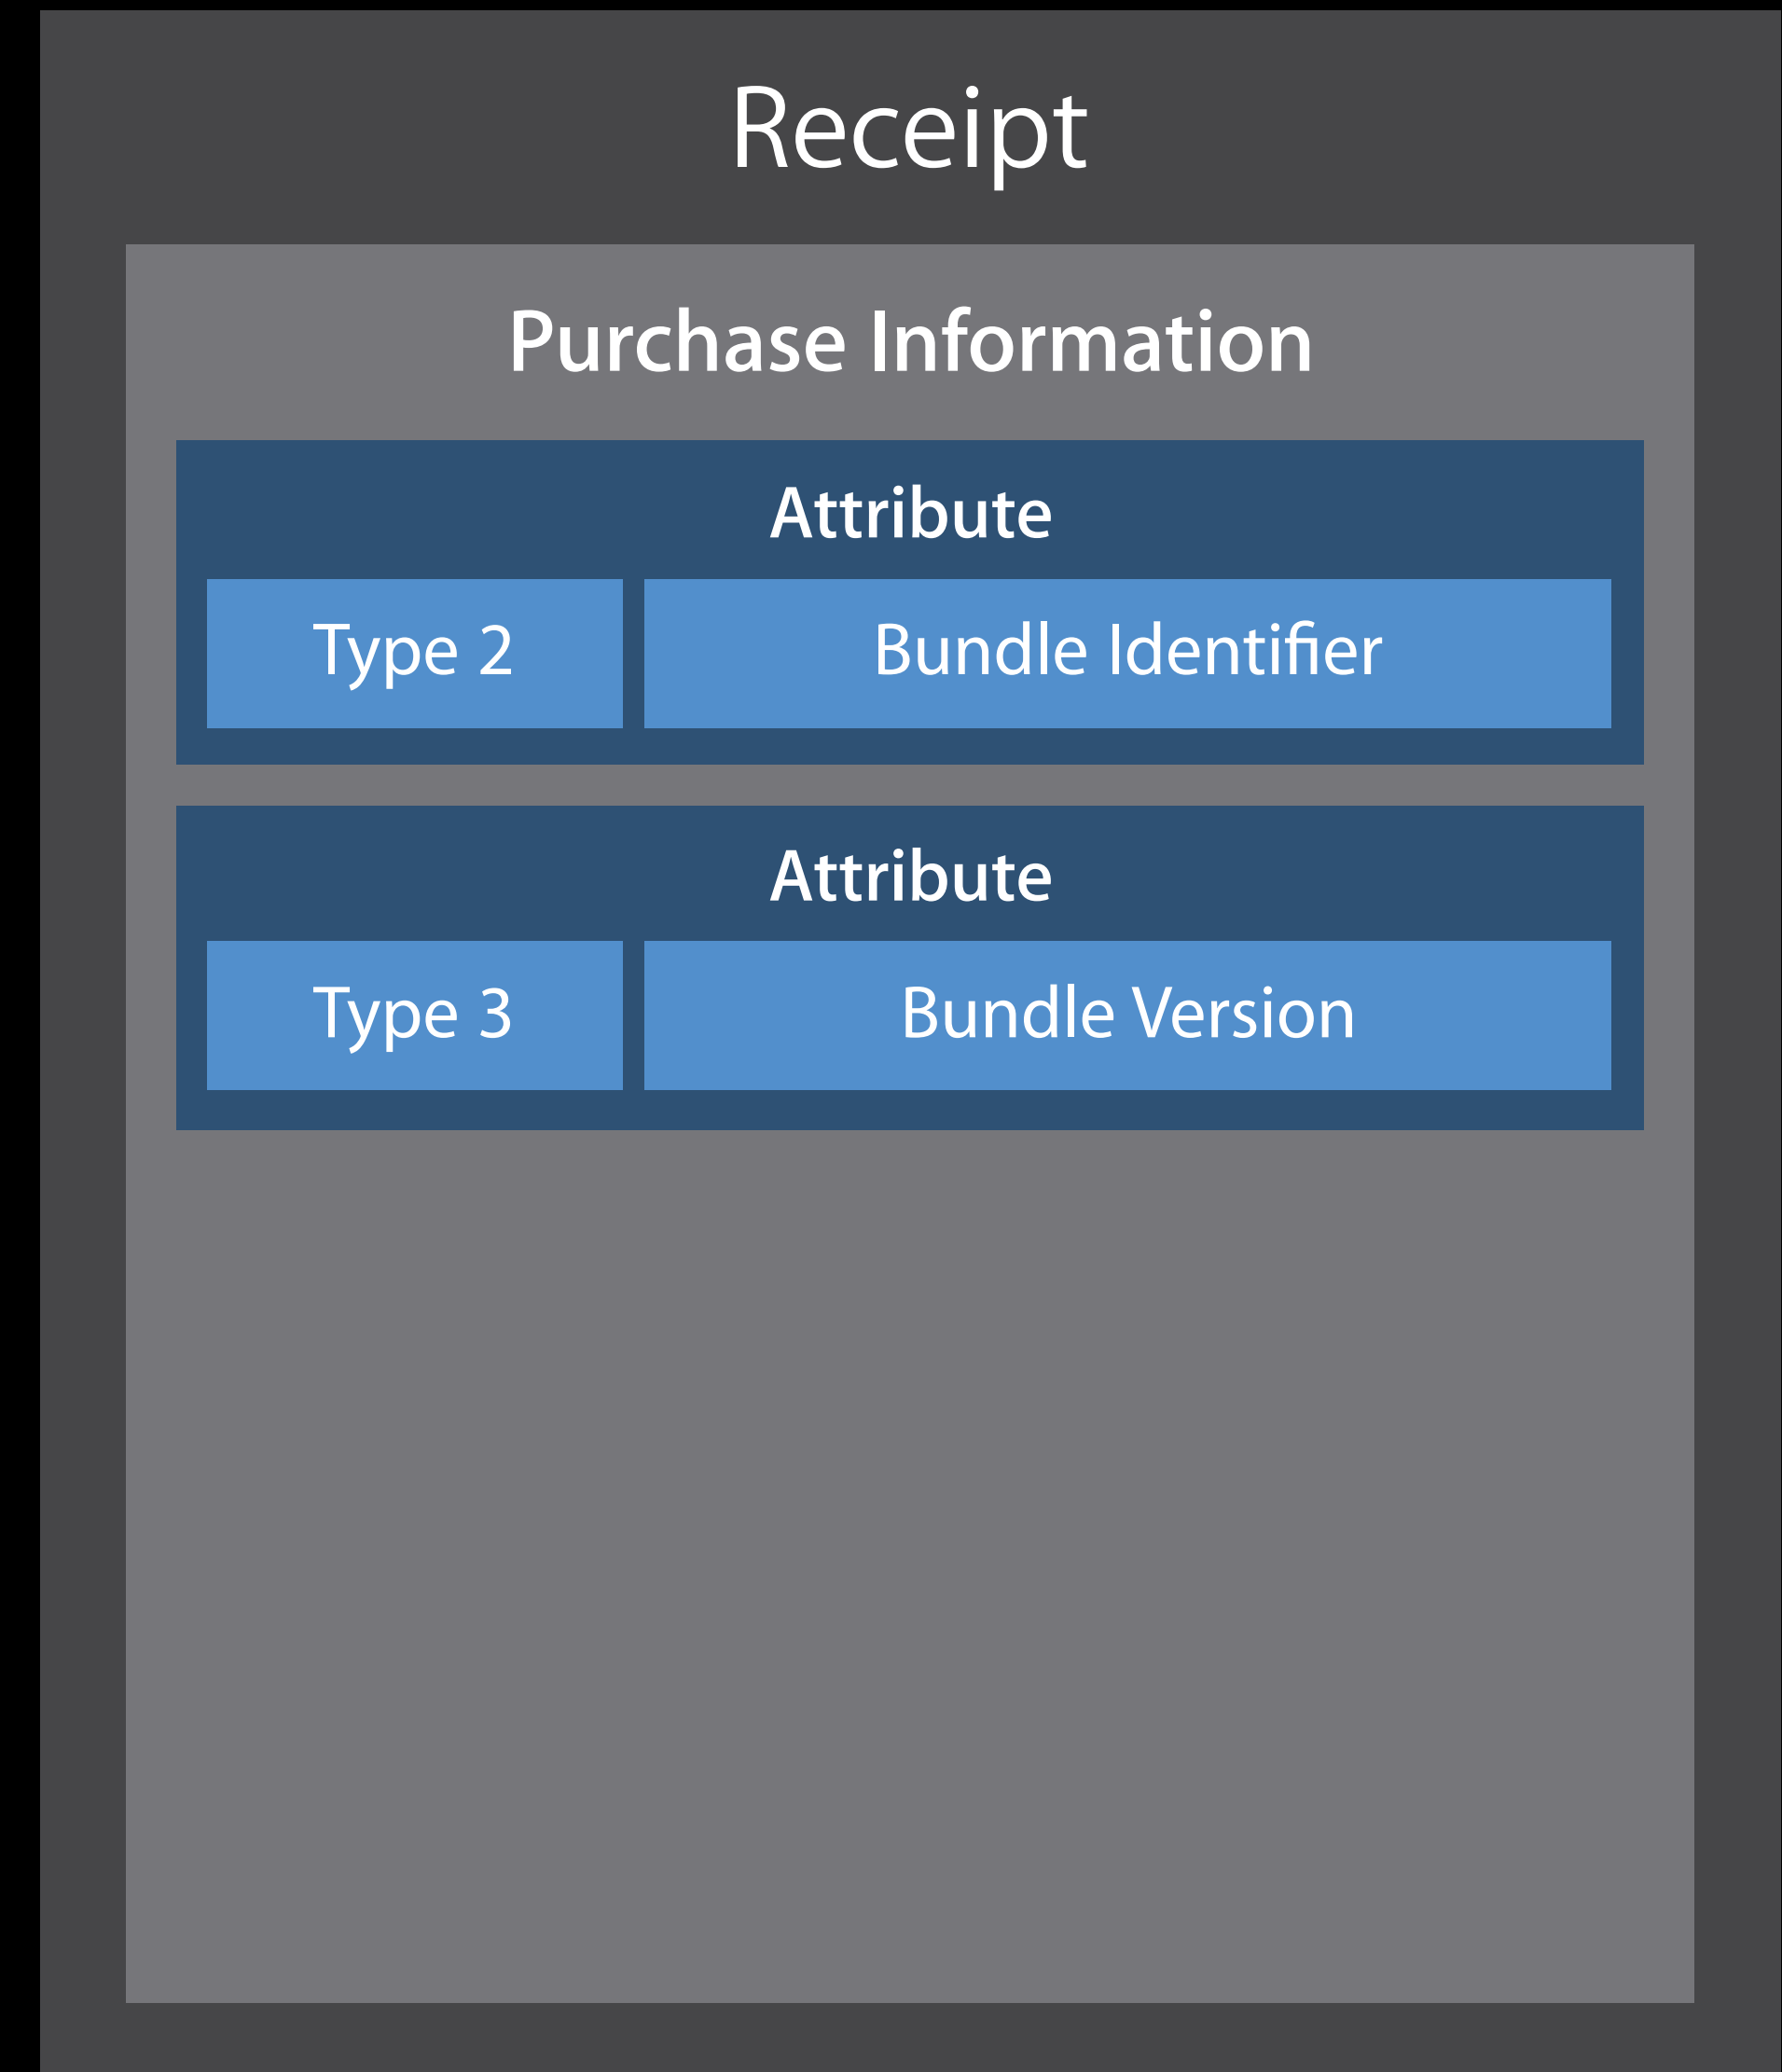 Receipt
Purchase Information
Attribute
Type 2 Bundle Identifier
Attribute
Type 3 Bundle Version